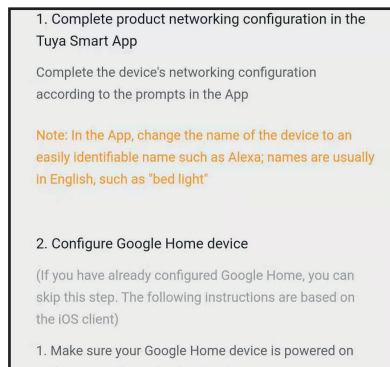 1. Complete product networking configuration in the
Tuya Smart App
Complete the device's networking configuration
according to the prompts in the App
Note: In the App, change the name of the device to an
easily identifiable name such as Alexa; names are usually
in English, such as "bed light"
2. Configure Google Home device
(If you have already configured Google Home, you can
skip this step. The following instructions are based on
the iOS client)
1. Make sure your Google Home device is powered on